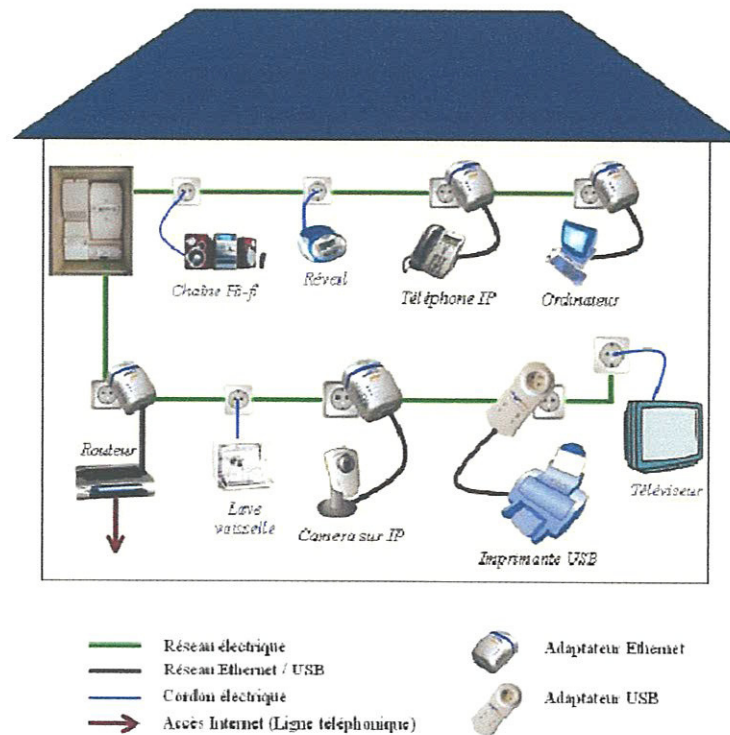 Chaîne Hi-fi
Réveil
Téléphone IP
Ordinateur
Routeur
Lave
vaisselle
Camera sur IP
Imprimante USB
Téléviseur
Réseau électrique
Réseau Ethernet / USB
Cordon électrique
Accès Internet (Ligne téléphonique)
Adaptateur Ethernet
Adaptateur USB